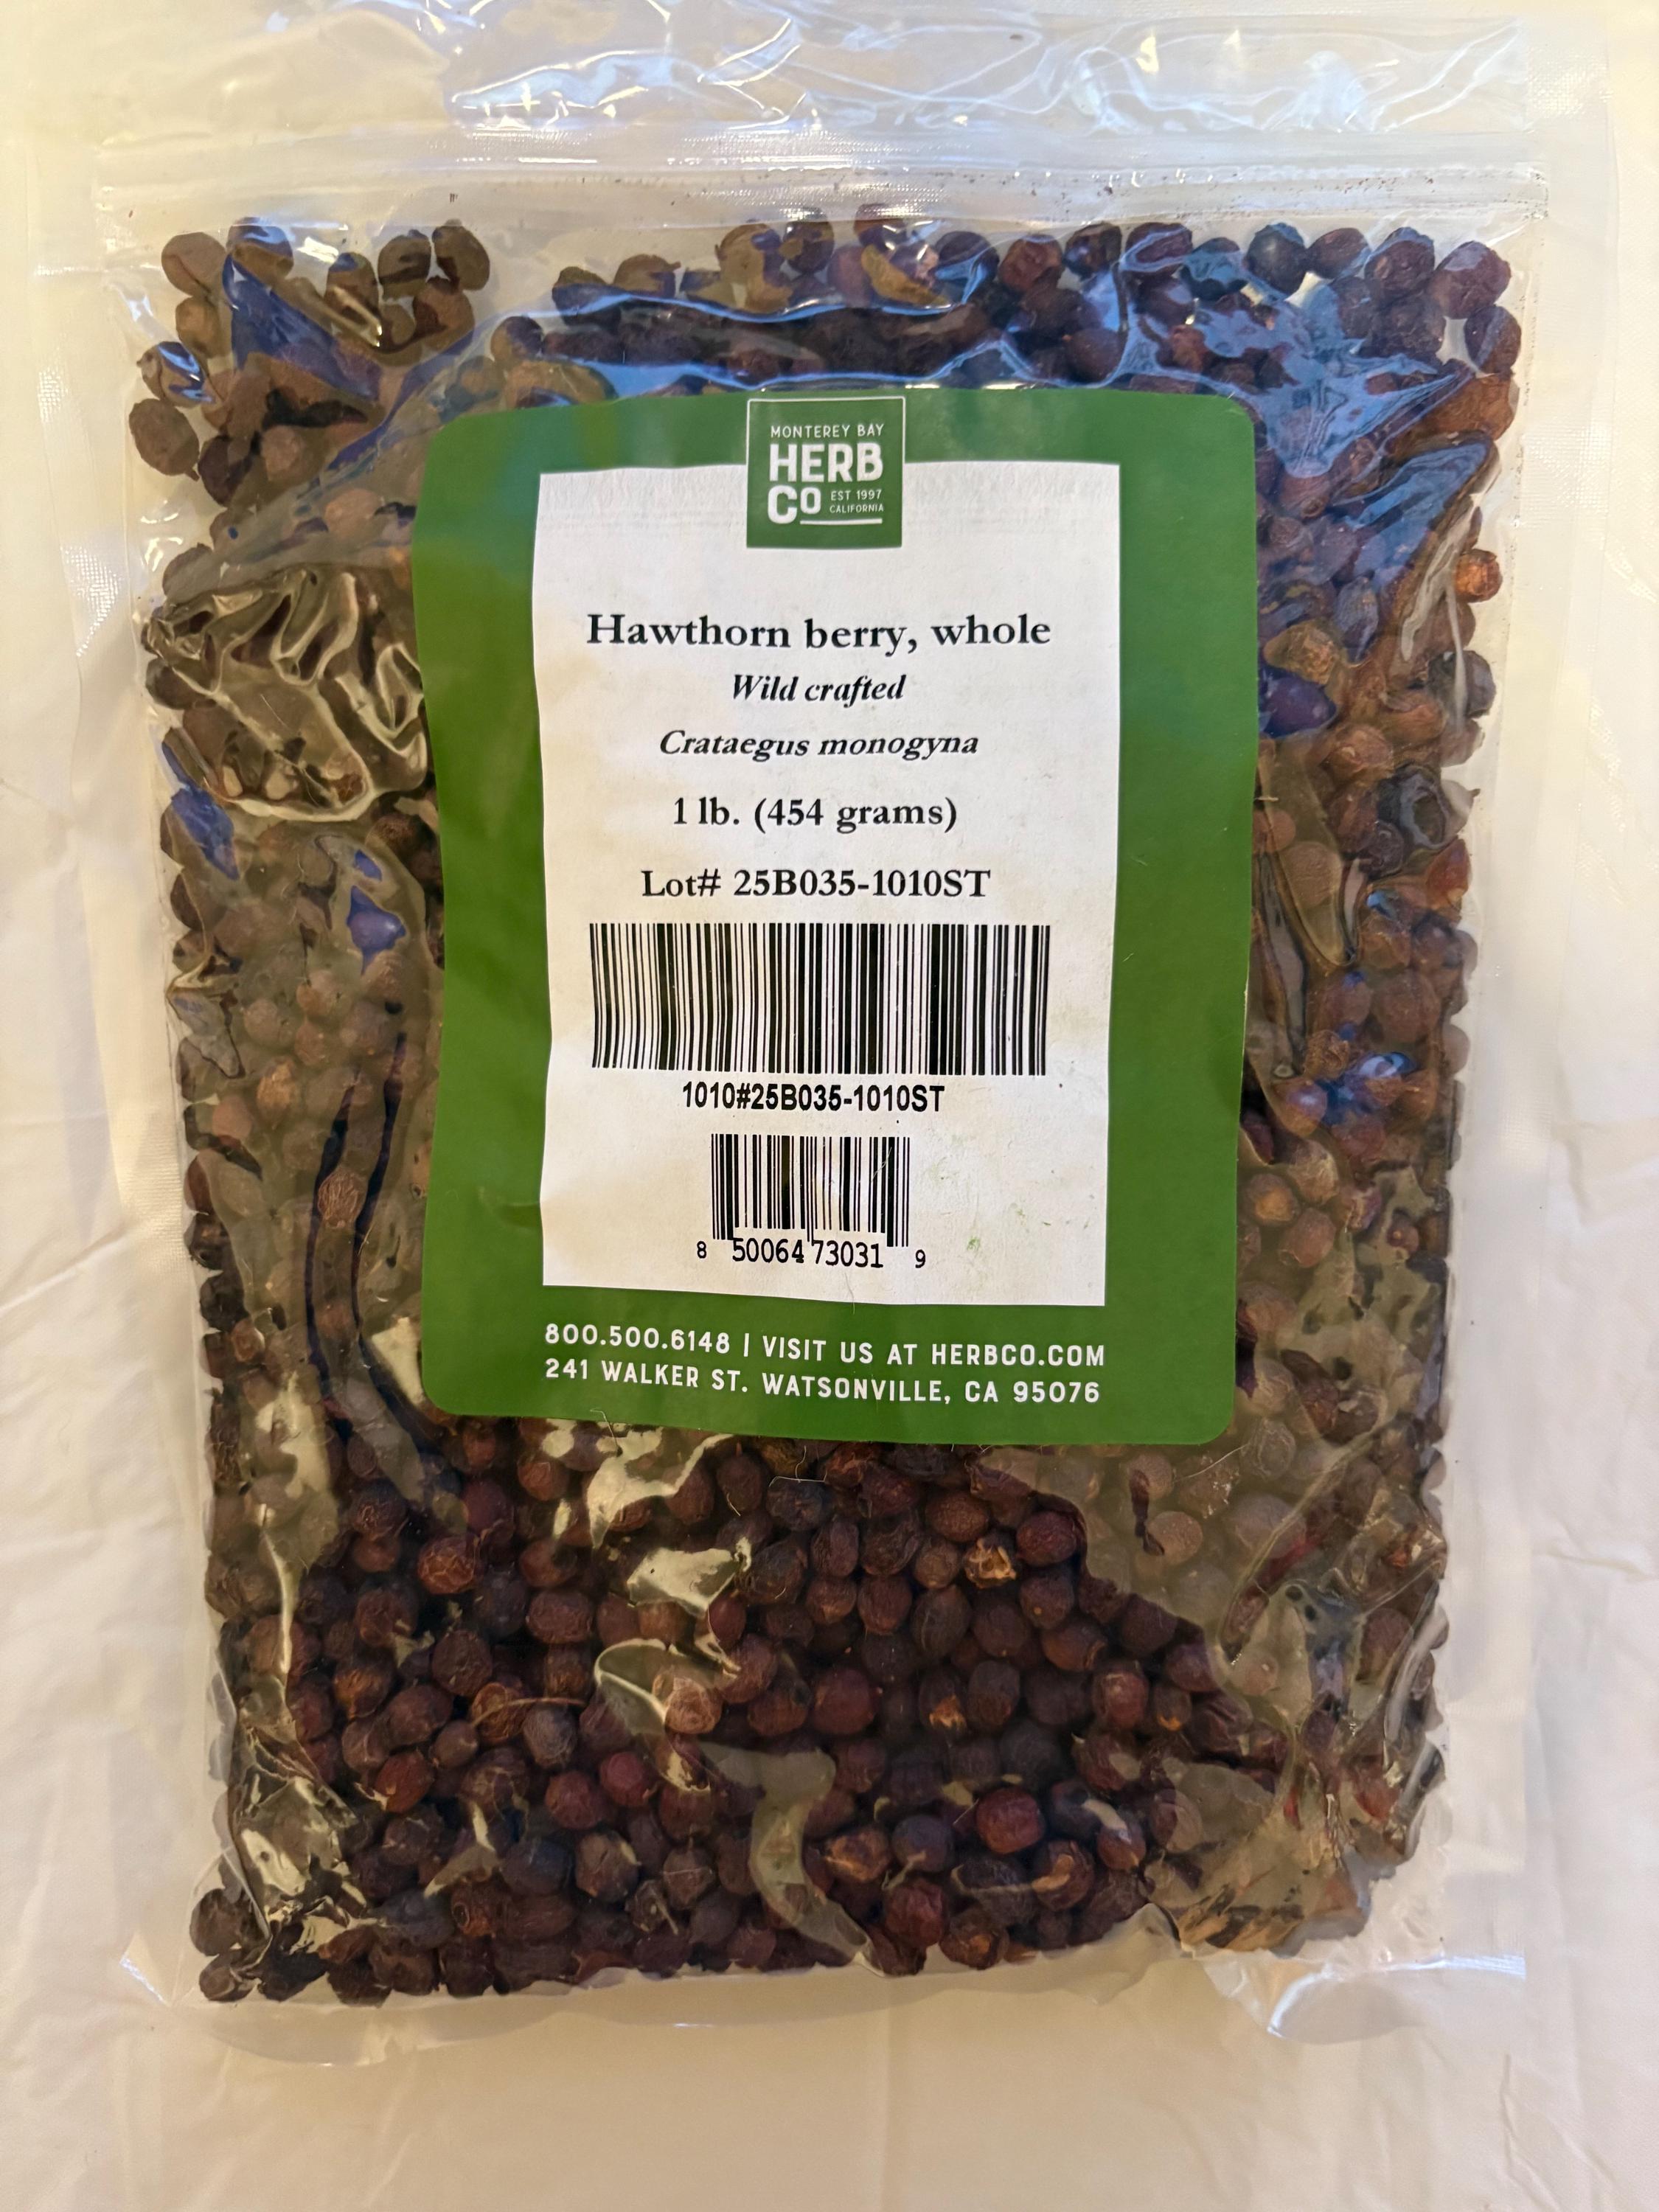 MONTEREY BAY
HERB
CO EST 1997
CALIFORNIA
Hawthorn berry, whole
Wild crafted
Crataegus monogyna
1 lb. (454 grams)
Lot# 25B035-1010ST
1010#25B035-1010ST
8 50064 73031 9
800.500.6148 | VISIT US AT HERBCO.COM
241 WALKER ST. WATSONVILLE, CA 95076